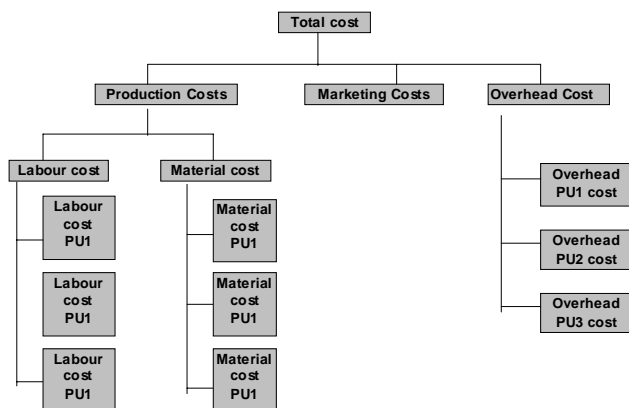 Total cost
Production Costs
Marketing Costs
Overhead Cost
Labour cost
Material cost
Labour
cost
PU1
Material
cost
PU1
Overhead
PU1 cost
Labour
cost
PU1
Material
cost
PU1
Overhead
PU2 cost
Labour
cost
PU1
Material
cost
PU1
Overhead
PU3 cost